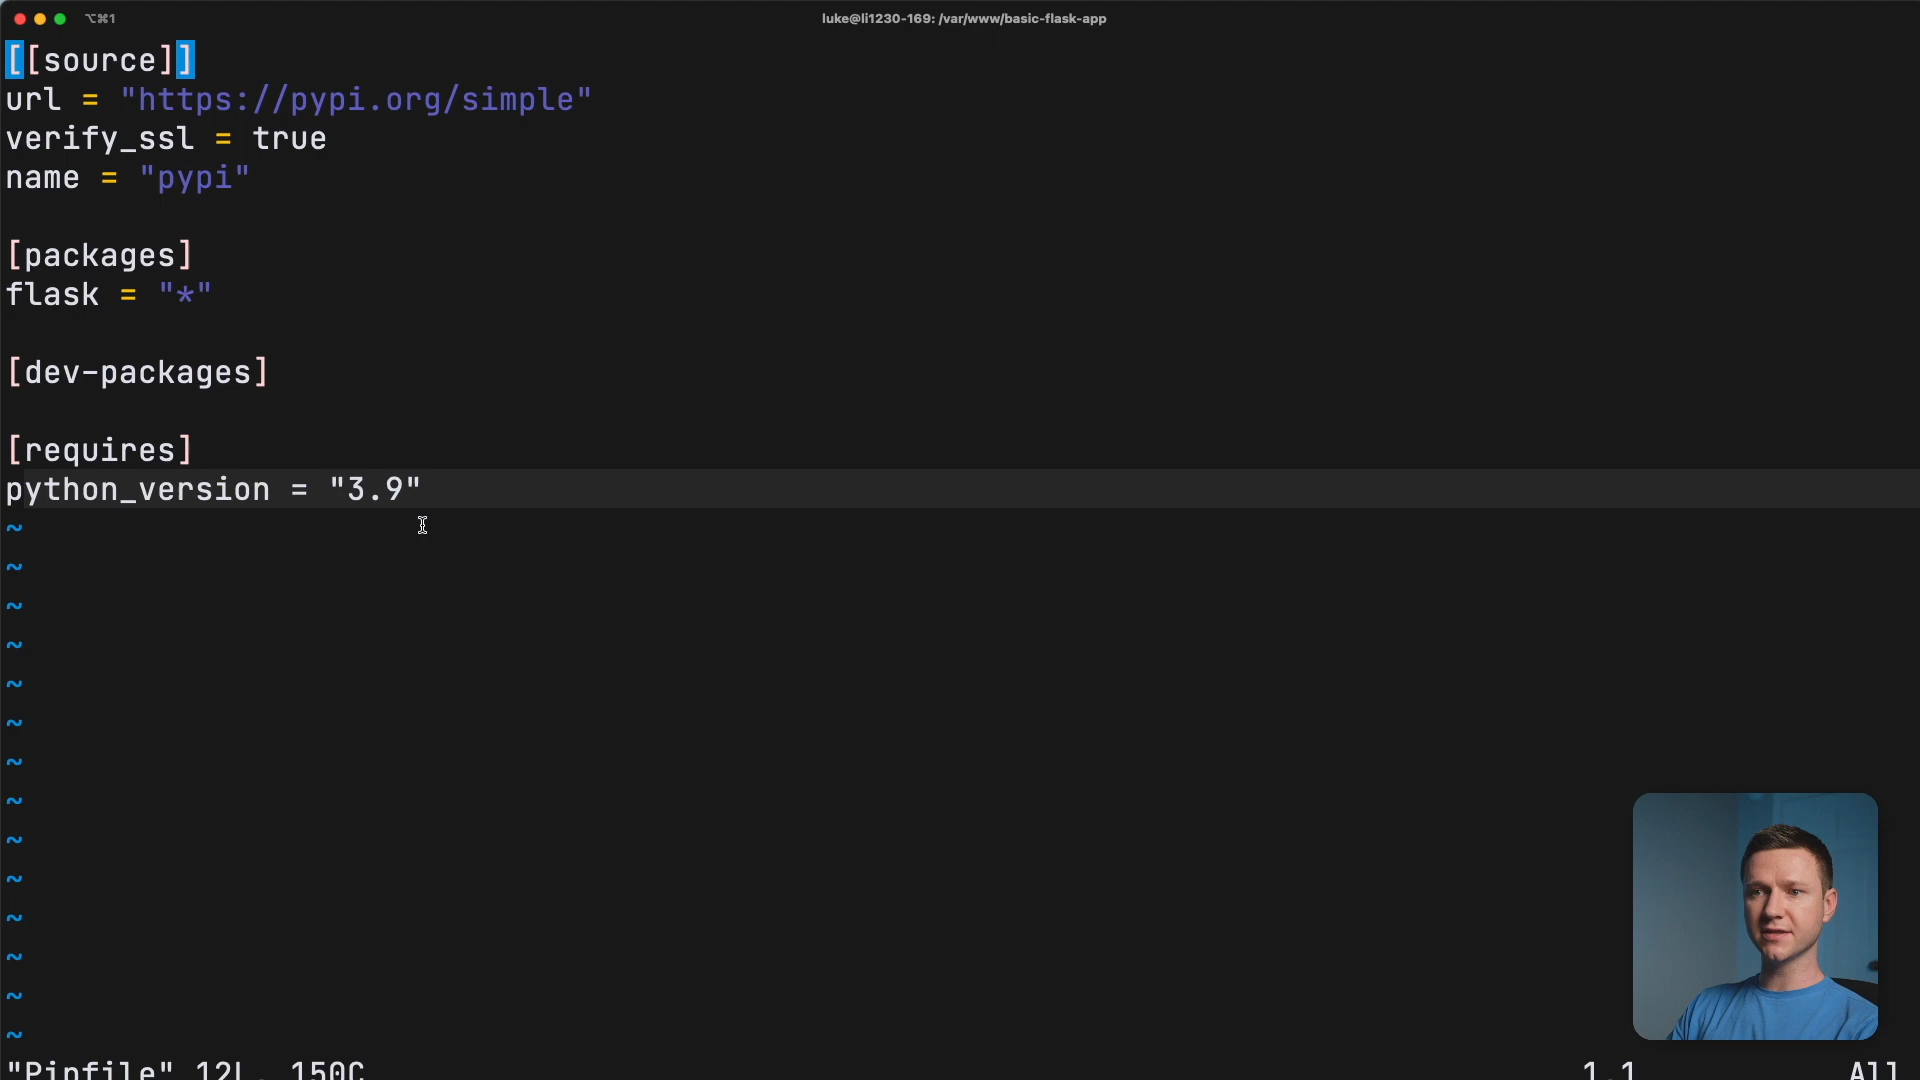 ⌥⌘1
luke@li1230-169: /var/www/basic-flask-app
[[source]]
url = "https://pypi.org/simple"
verify_ssl = true
name = "pypi"
[packages]
flask = "*"
[dev-packages]
[requires]
python_version = "3.9"
~
~
~
~
~
~
~
~
~
~
~
~
~
~
"Pipfile" 12L, 150C 1,1 All